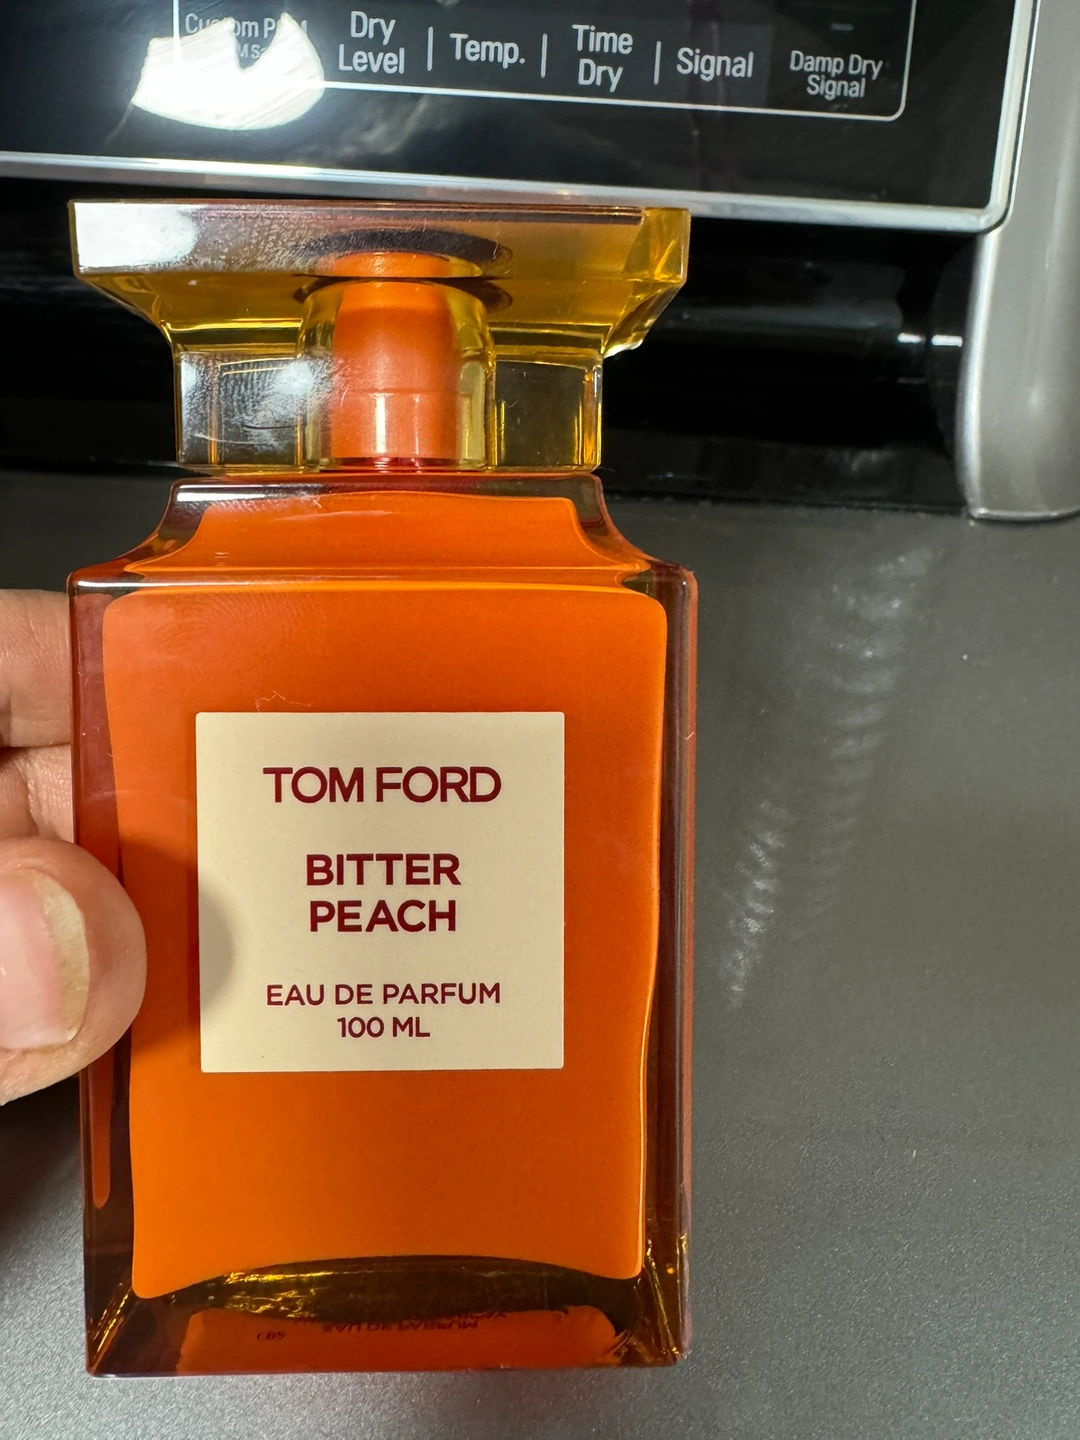 Dry
Level
Temp.
Time
Dry
Signal
Damp Dry
Signal
TOM FORD
BITTER
PEACH
EAU DE PARFUM
100 ML